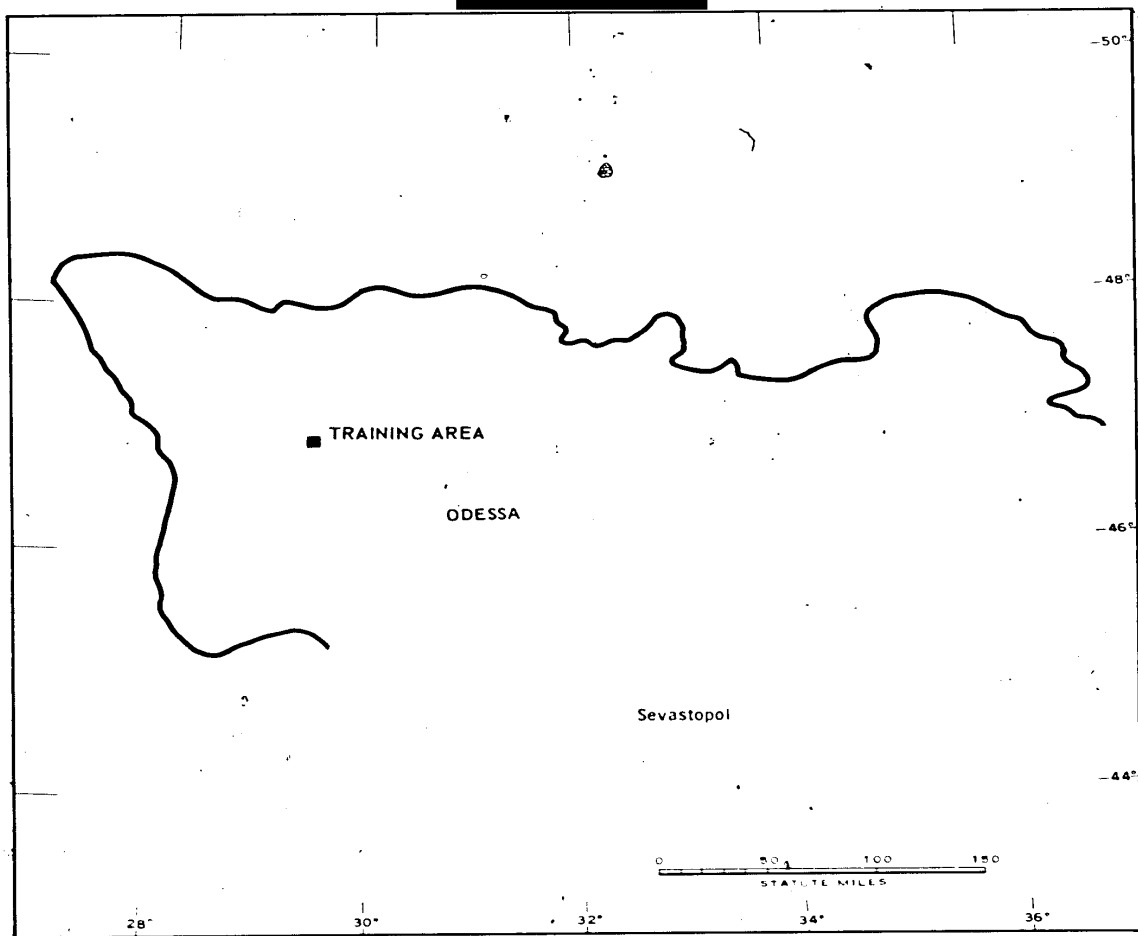 –50°
–48°
TRAINING AREA
ODESSA
–46°
Sevastopol
–44°
0 50 100 150
STATUTE MILES
28° 30° 32° 34° 36°